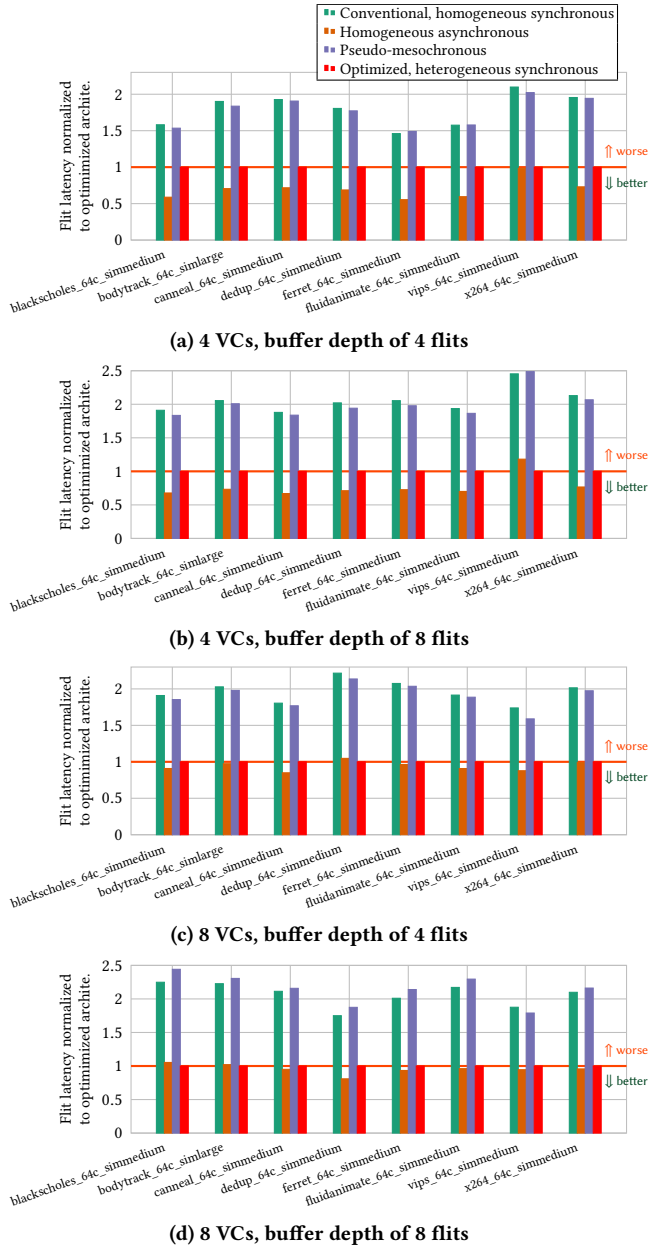 Conventional, homogeneous synchronous
Homogeneous asynchronous
Pseudo-mesochronous
Optimized, heterogeneous synchronous
Flit latency normalized
to optimimized archite.
2
1.5
1
0.5
0
⇑ worse
⇓ better
blackscholes_64c_simmedium
bodytrack_64c_simlarge
canneal_64c_simmedium
dedup_64c_simmedium
ferret_64c_simmedium
fluidanimate_64c_simmedium
vips_64c_simmedium
x264_64c_simmedium
(a) 4 VCs, buffer depth of 4 flits
Flit latency normalized
to optimimized archite.
2.5
2
1.5
1
0.5
0
⇑ worse
⇓ better
blackscholes_64c_simmedium
bodytrack_64c_simlarge
canneal_64c_simmedium
dedup_64c_simmedium
ferret_64c_simmedium
fluidanimate_64c_simmedium
vips_64c_simmedium
x264_64c_simmedium
(b) 4 VCs, buffer depth of 8 flits
Flit latency normalized
to optimimized archite.
2
1.5
1
0.5
0
⇑ worse
⇓ better
blackscholes_64c_simmedium
bodytrack_64c_simlarge
canneal_64c_simmedium
dedup_64c_simmedium
ferret_64c_simmedium
fluidanimate_64c_simmedium
vips_64c_simmedium
x264_64c_simmedium
(c) 8 VCs, buffer depth of 4 flits
Flit latency normalized
to optimimized archite.
2.5
2
1.5
1
0.5
0
⇑ worse
⇓ better
blackscholes_64c_simmedium
bodytrack_64c_simlarge
canneal_64c_simmedium
dedup_64c_simmedium
ferret_64c_simmedium
fluidanimate_64c_simmedium
vips_64c_simmedium
x264_64c_simmedium
(d) 8 VCs, buffer depth of 8 flits